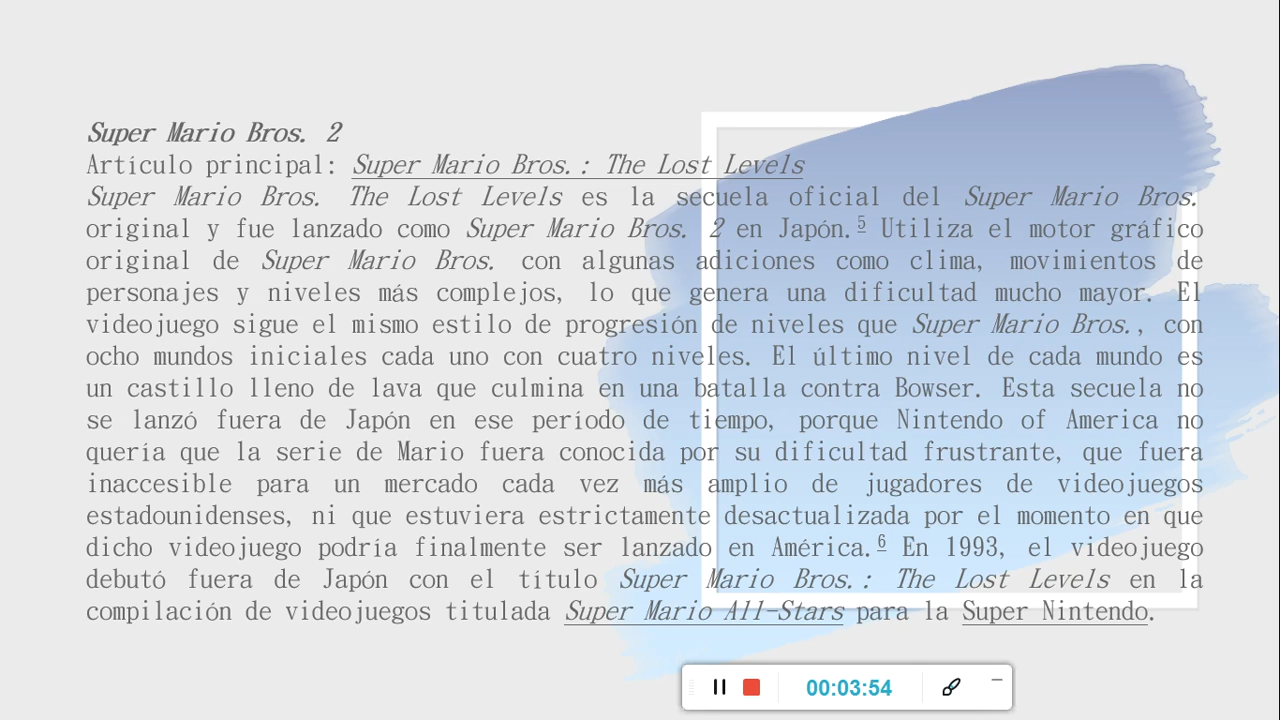 Super Mario Bros. 2
Artículo principal: Super Mario Bros.: The Lost Levels
Super Mario Bros. The Lost Levels es la secuela oficial del Super Mario Bros.
original y fue lanzado como Super Mario Bros. 2 en Japón.5 Utiliza el motor gráfico
original de Super Mario Bros. con algunas adiciones como clima, movimientos de
personajes y niveles más complejos, lo que genera una dificultad mucho mayor. El
videojuego sigue el mismo estilo de progresión de niveles que Super Mario Bros., con
ocho mundos iniciales cada uno con cuatro niveles. El último nivel de cada mundo es
un castillo lleno de lava que culmina en una batalla contra Bowser. Esta secuela no
se lanzó fuera de Japón en ese período de tiempo, porque Nintendo of America no
quería que la serie de Mario fuera conocida por su dificultad frustrante, que fuera
inaccesible para un mercado cada vez más amplio de jugadores de videojuegos
estadounidenses, ni que estuviera estrictamente desactualizada por el momento en que
dicho videojuego podría finalmente ser lanzado en América.6 En 1993, el videojuego
debutó fuera de Japón con el título Super Mario Bros.: The Lost Levels en la
compilación de videojuegos titulada Super Mario All-Stars para la Super Nintendo.
00:03:54